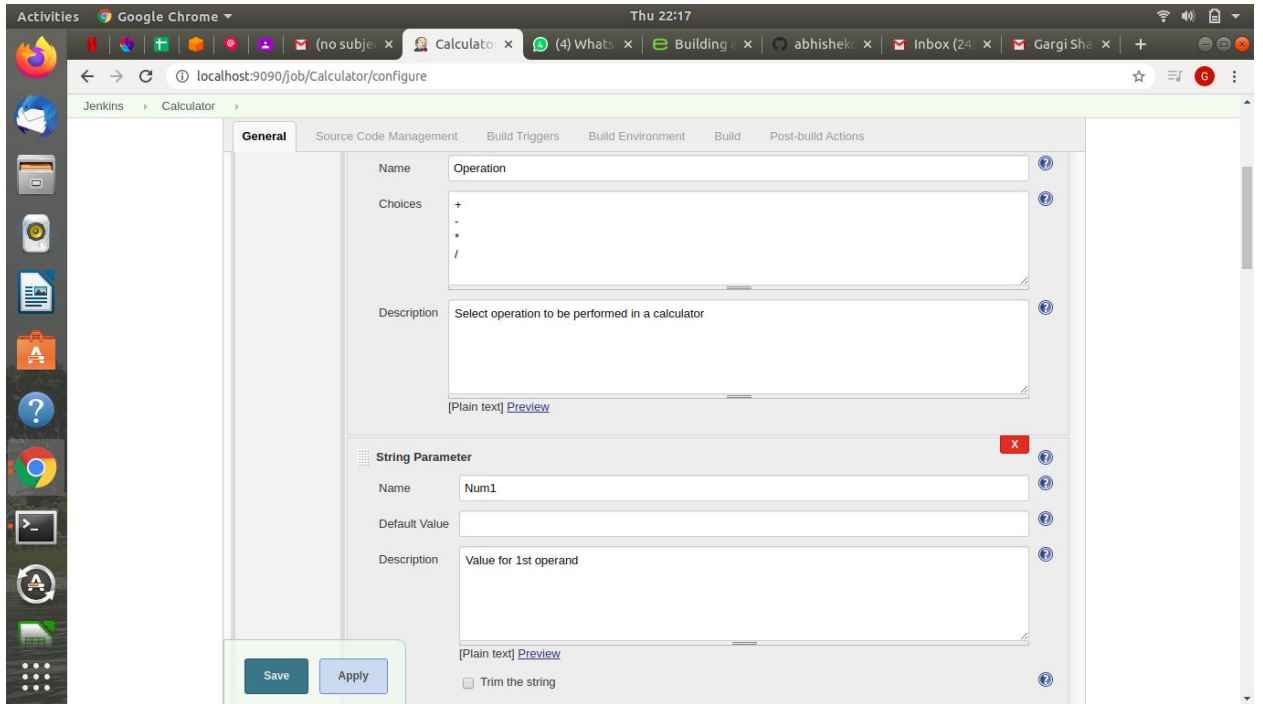 Activities Google Chrome ▾ Thu 22:17
(no subje Calculator (4) Whats Building a abhishekc Inbox (24 Gargi Sha
localhost:9090/job/Calculator/configure G
Jenkins Calculator
General Source Code Management Build Triggers Build Environment Build Post-build Actions
Name Operation
Choices +
-
*
/
Description Select operation to be performed in a calculator
[Plain text] Preview
X
String Parameter
Name Num1
Default Value
Description Value for 1st operand
[Plain text] Preview
Save Apply Trim the string